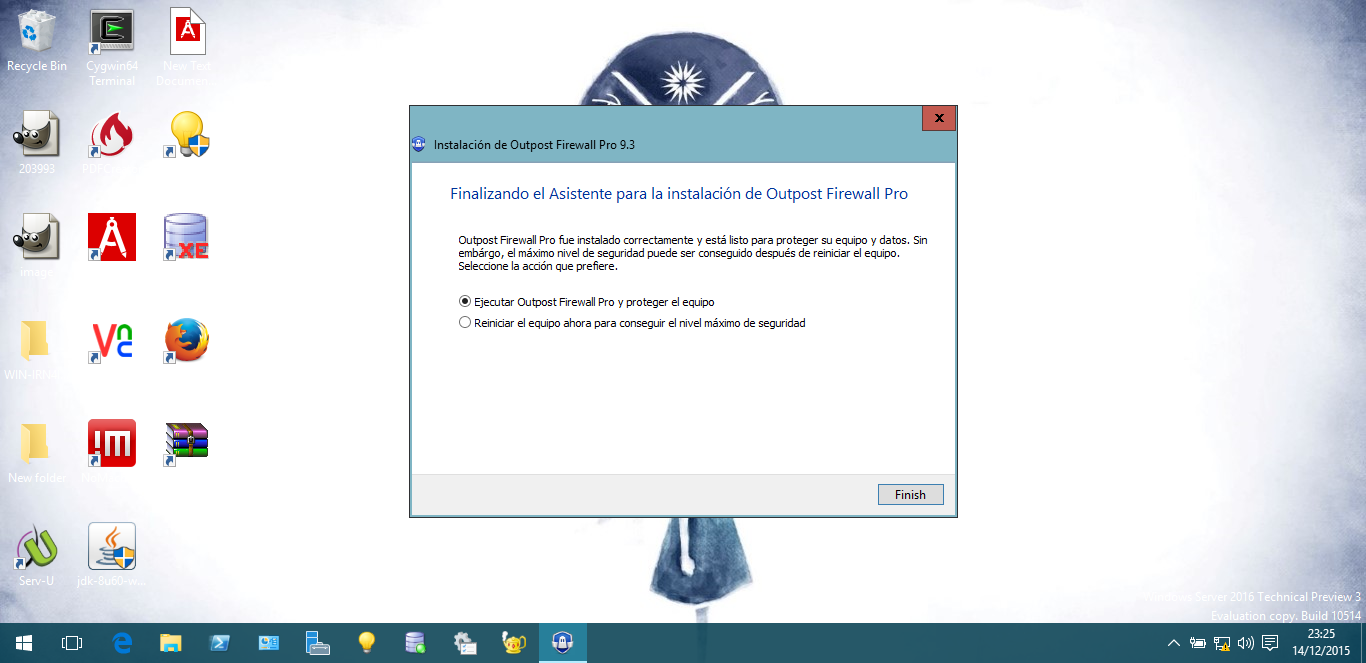 Recycle Bin
Cygwin64
Terminal
New Text
Documen...
203993
image
WIN-iRN
New folder
Serv-U
jdk-8u60-w...
XE
x
Instalación de Outpost Firewall Pro 9.3
Finalizando el Asistente para la instalación de Outpost Firewall Pro
Outpost Firewall Pro fue instalado correctamente y está listo para proteger su equipo y datos. Sin
embárgo, el máximo nivel de seguridad puede ser conseguido después de reiniciar el equipo.
Seleccione la acción que prefiere.
Ejecutar Outpost Firewall Pro y proteger el equipo
Reiniciar el equipo ahora para conseguir el nivel máximo de seguridad
Finish
Windows Server 2016 Technical Preview 3
Evaluation copy. Build 10514
23:25
14/12/2015